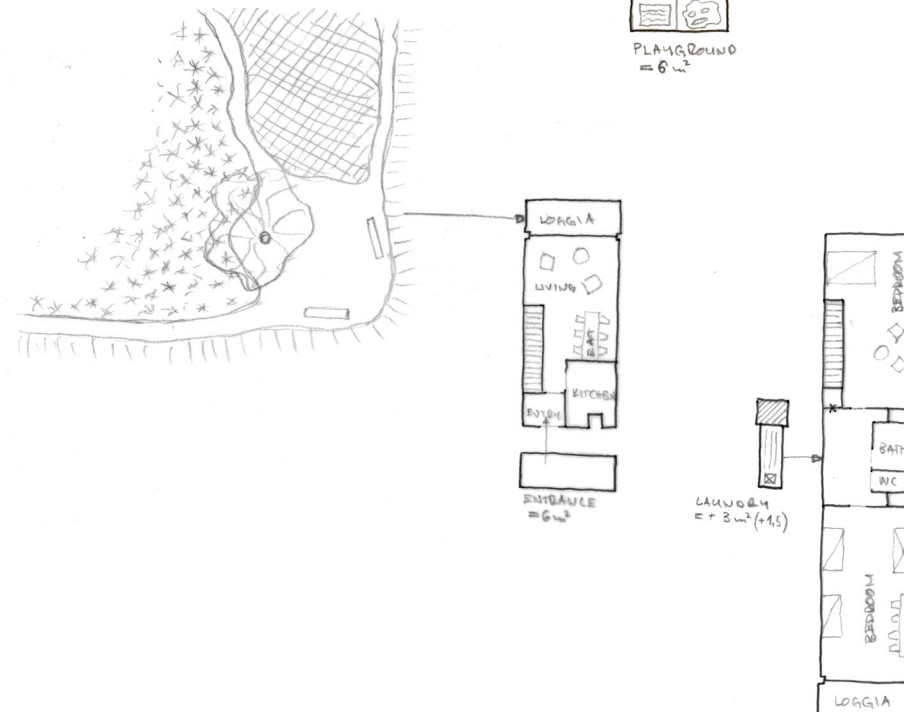 PLAYGROUND
= 6 m²
LOGGIA
LIVING
EAT
KITCHEN
ENTRY
ENTRANCE
= 6 m²
LAUNDRY
= + 3 m² (+1,5)
BEDROOM
BATH
WC
BEDROOM
LOGGIA